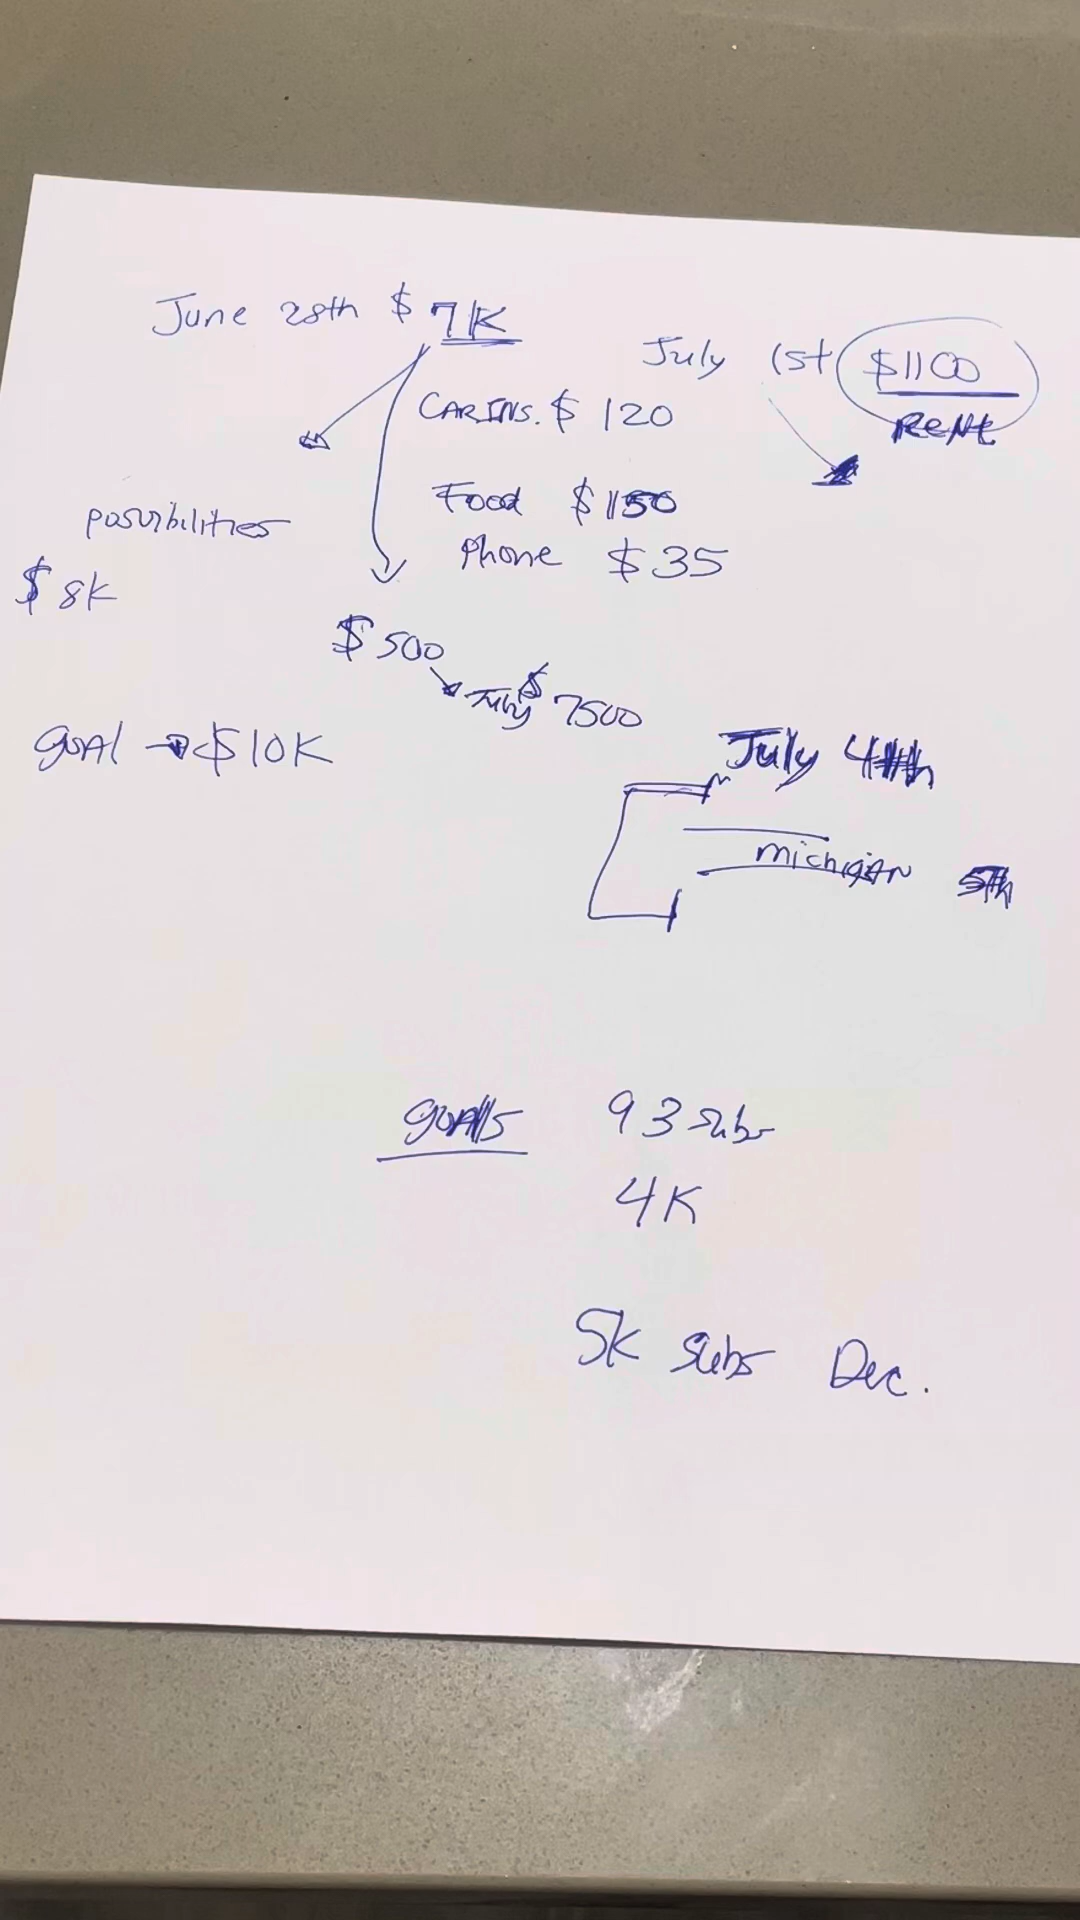 June 28th $ 7K
July 1st $1100
RENt
CAR INS. $ 120
Food $ 150
Phone $ 35
possibilities
$ 8K
$ 500
July $ 7500
goAl → $ 10K
July 4th
michigAN 5th
goAls 93 subs
4K
5K subs Dec.